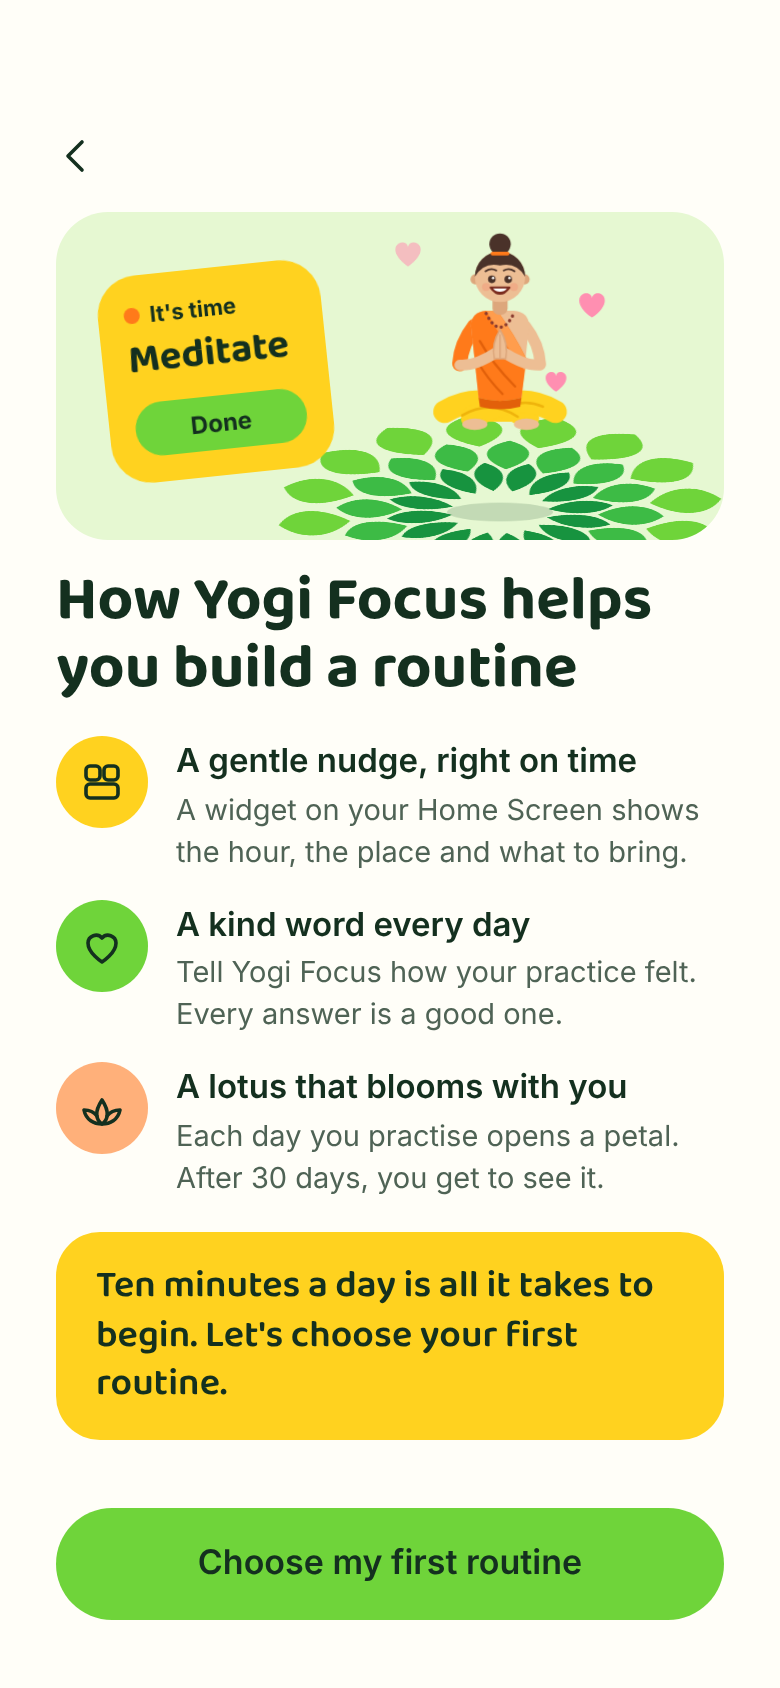 It's time
Meditate
Done
How Yogi Focus helps
you build a routine
A gentle nudge, right on time
A widget on your Home Screen shows
the hour, the place and what to bring.
A kind word every day
Tell Yogi Focus how your practice felt.
Every answer is a good one.
A lotus that blooms with you
Each day you practise opens a petal.
After 30 days, you get to see it.
Ten minutes a day is all it takes to
begin. Let's choose your first
routine.
Choose my first routine